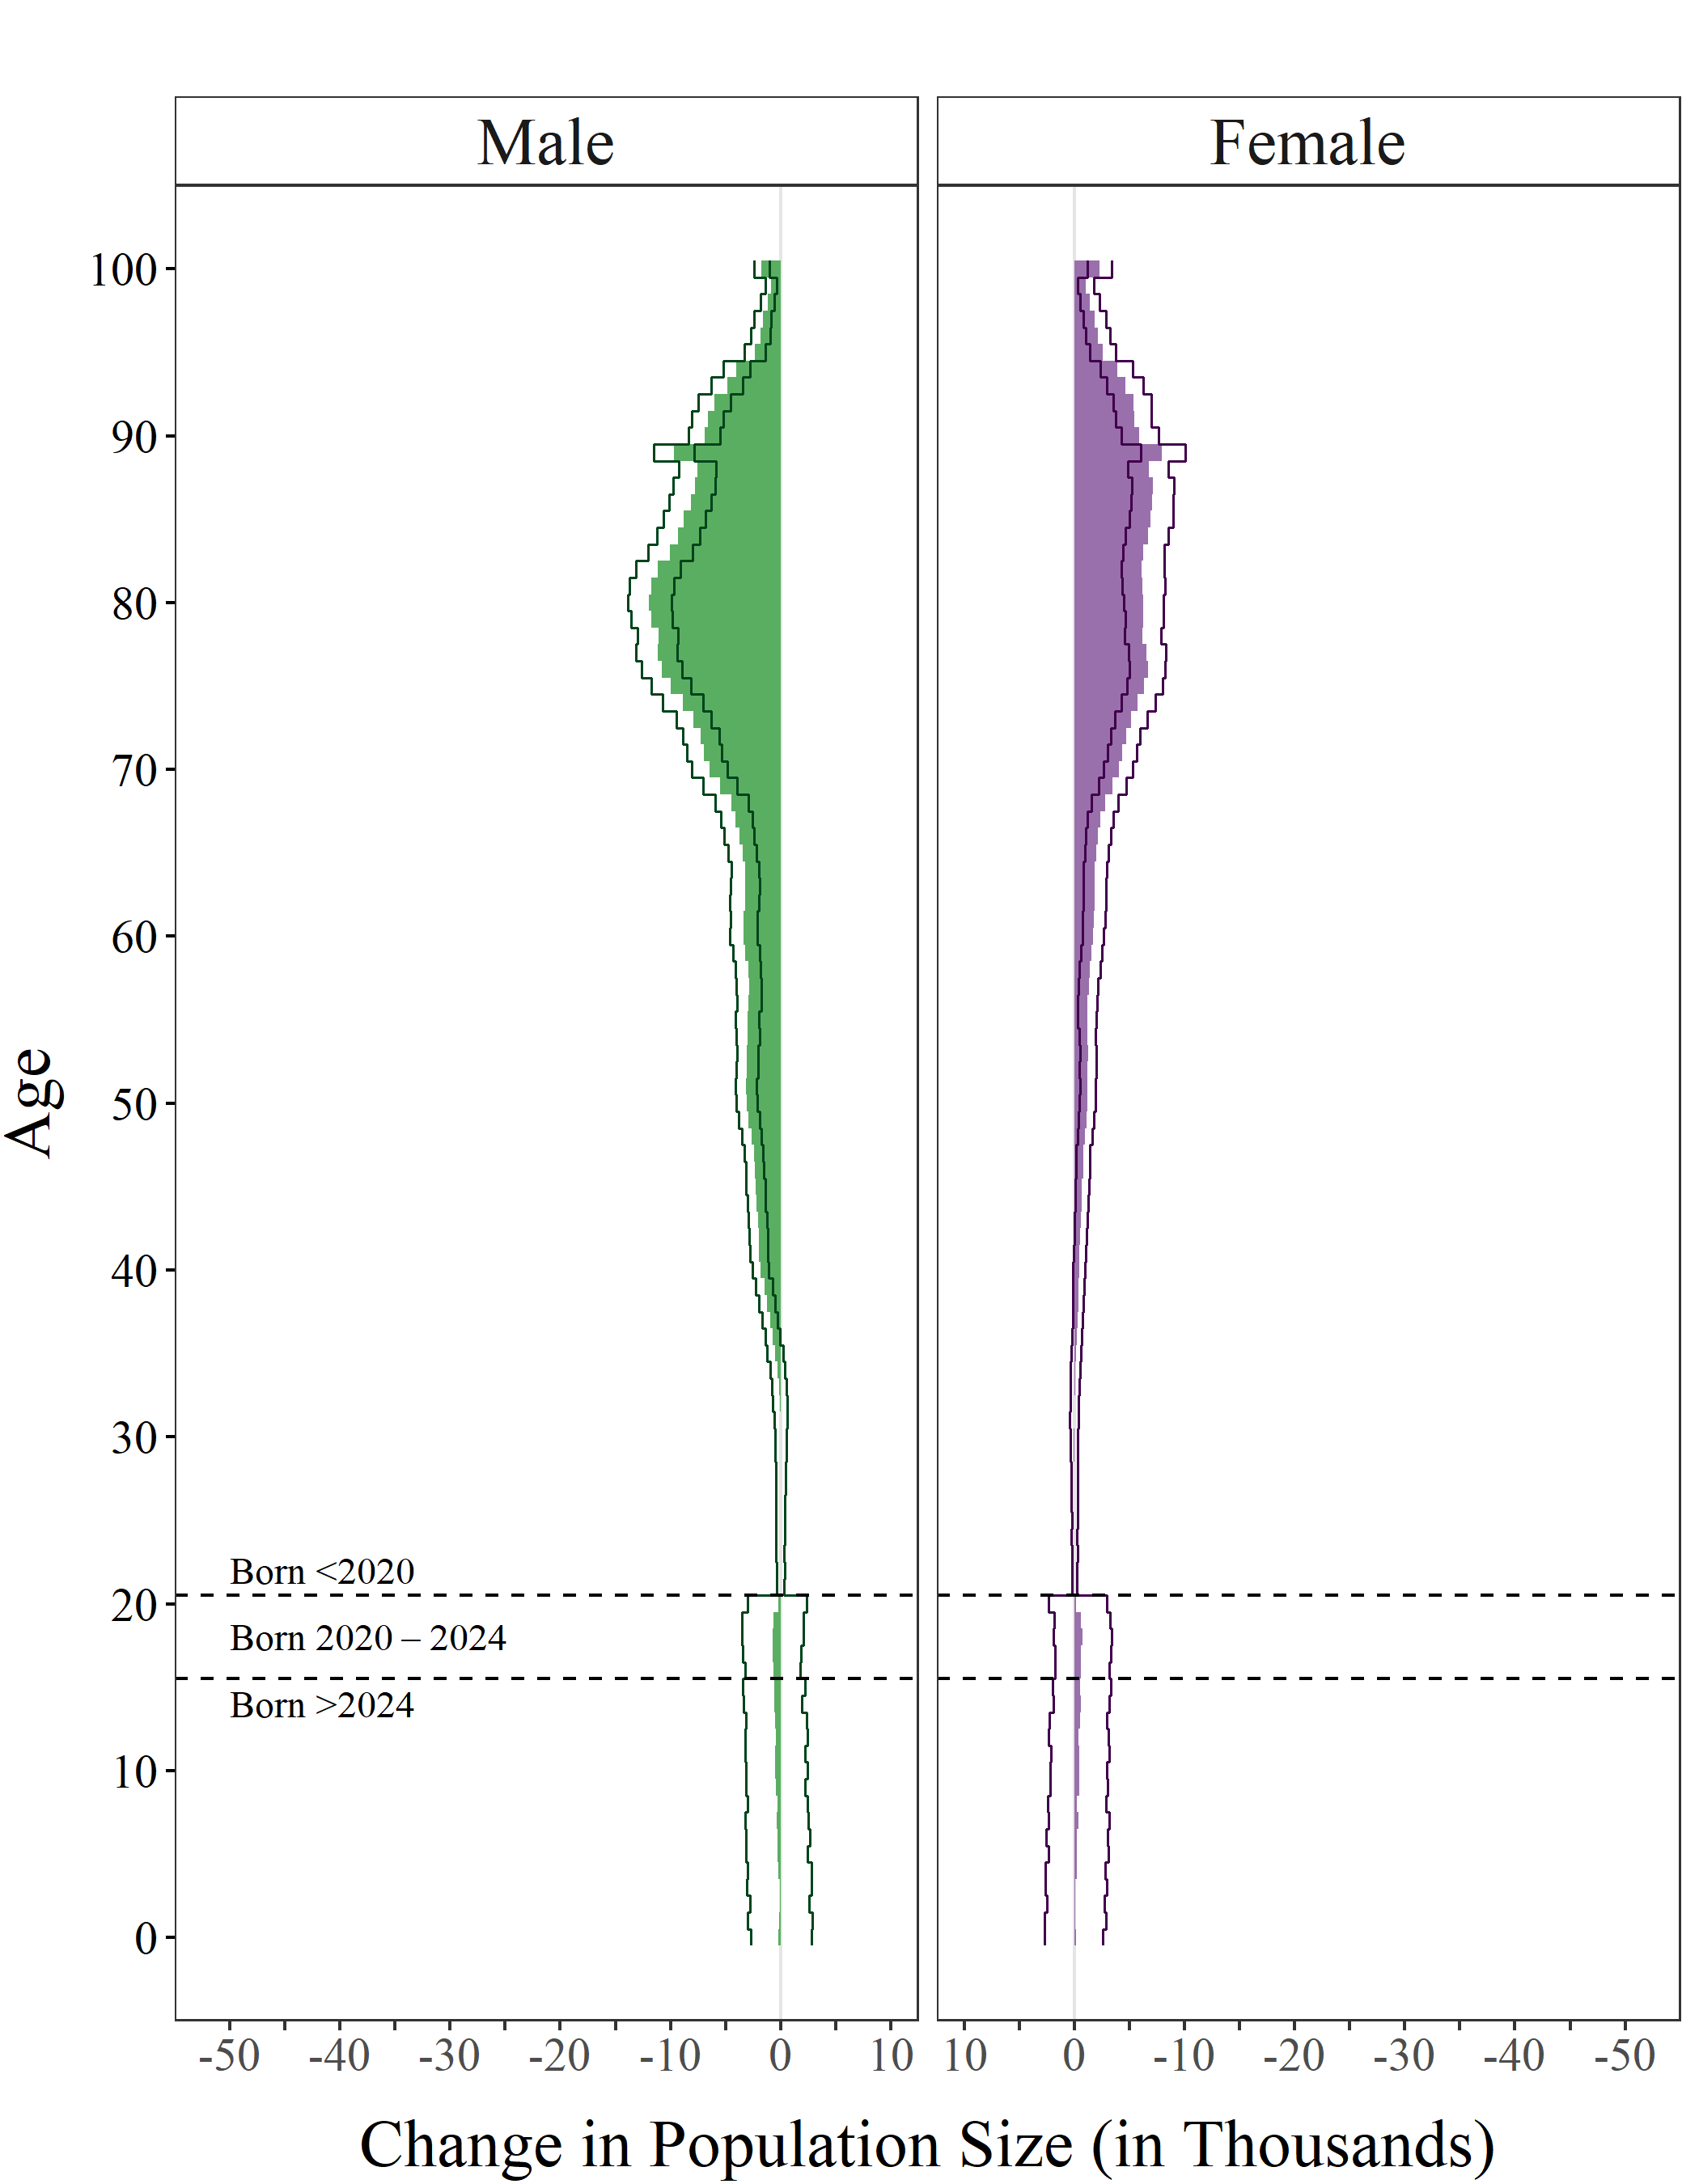 Male
Female
Age
100
90
80
70
60
50
40
30
20
10
0
Born <2020
Born 2020 – 2024
Born >2024
-50 -40 -30 -20 -10 0 10
10 0 -10 -20 -30 -40 -50
Change in Population Size (in Thousands)